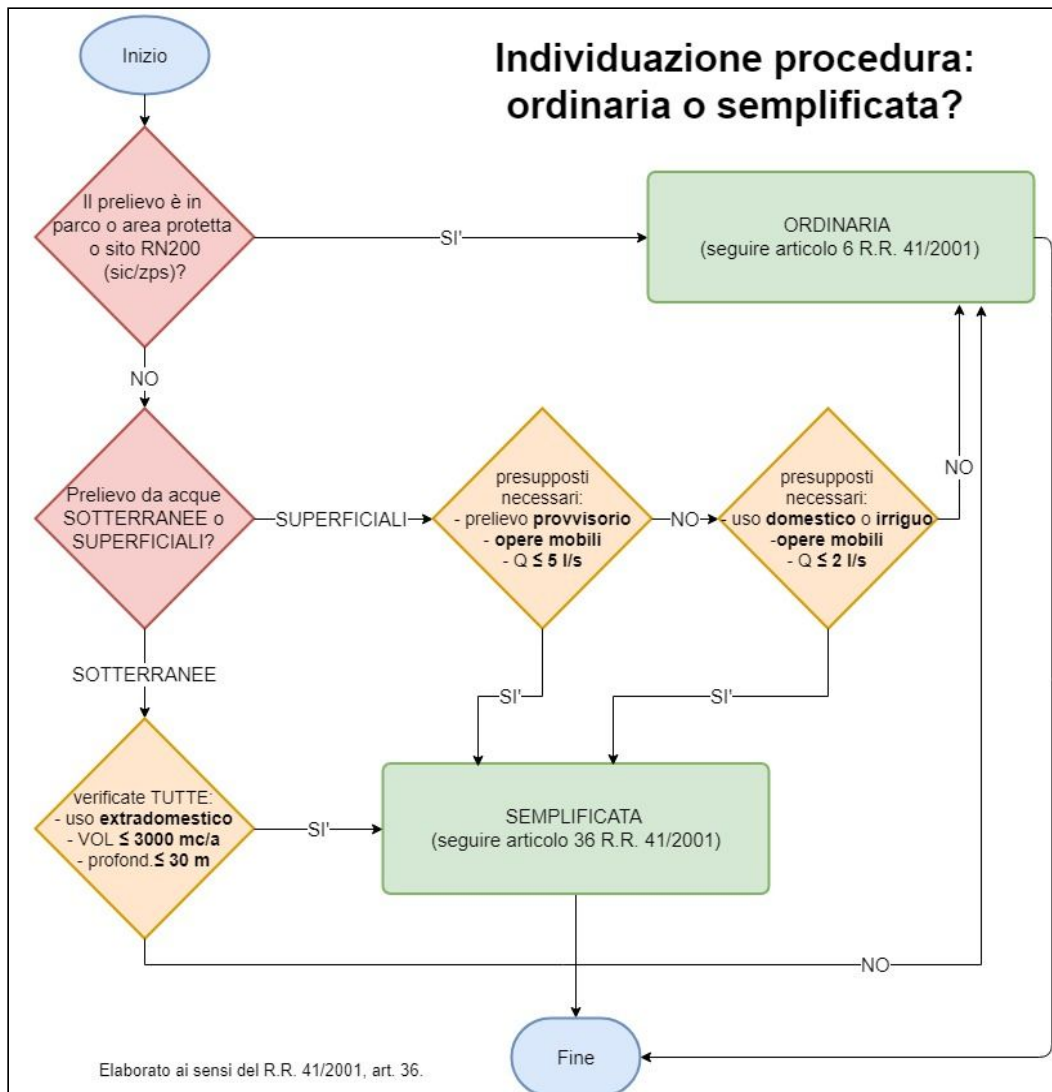 Inizio
Individuazione procedura:
ordinaria o semplificata?
Il prelievo è in
parco o area protetta
o sito RN200
(sic/zps)?
SI'
ORDINARIA
(seguire articolo 6 R.R. 41/2001)
NO
Prelievo da acque
SOTTERRANEE o
SUPERFICIALI?
SUPERFICIALI
presupposti
necessari:
- prelievo provvisorio
- opere mobili
- Q ≤ 5 l/s
NO
presupposti
necessari:
- uso domestico o irriguo
-opere mobili
- Q ≤ 2 l/s
NO
SOTTERRANEE
SI'
SI'
verificate TUTTE:
- uso extradomestico
- VOL ≤ 3000 mc/a
- profond.≤ 30 m
SI'
SEMPLIFICATA
(seguire articolo 36 R.R. 41/2001)
NO
Fine
Elaborato ai sensi del R.R. 41/2001, art. 36.